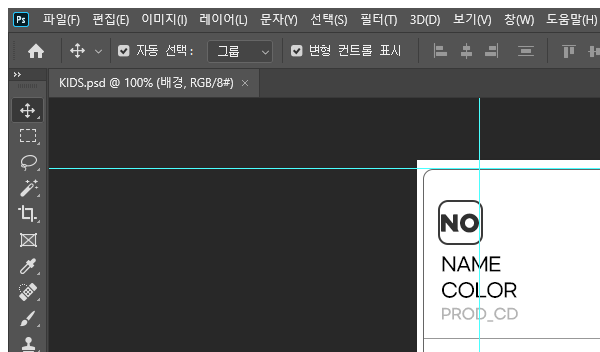 Ps 파일(F) 편집(E) 이미지(I) 레이어(L) 문자(Y) 선택(S) 필터(T) 3D(D) 보기(V) 창(W) 도움말(H)
자동 선택: 그룹 변형 컨트롤 표시
KIDS.psd @ 100% (배경, RGB/8#) ×
NO
NAME
COLOR
PROD_CD